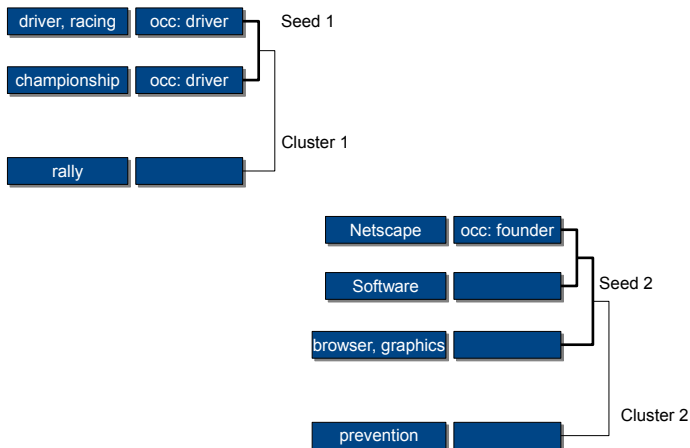 driver, racing occ: driver Seed 1
championship occ: driver
Cluster 1
rally
Netscape occ: founder
Software Seed 2
browser, graphics
Cluster 2
prevention